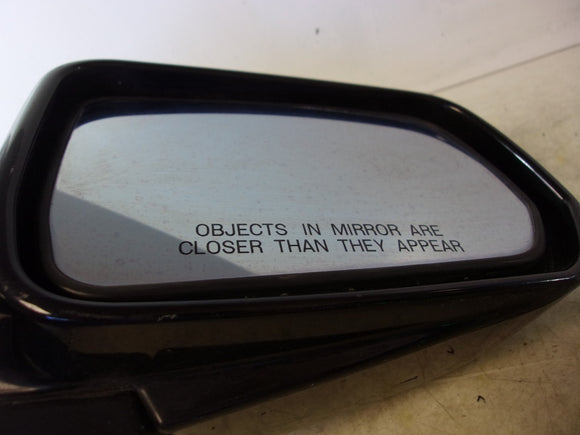 OBJECTS IN MIRROR ARE
CLOSER THAN THEY APPEAR